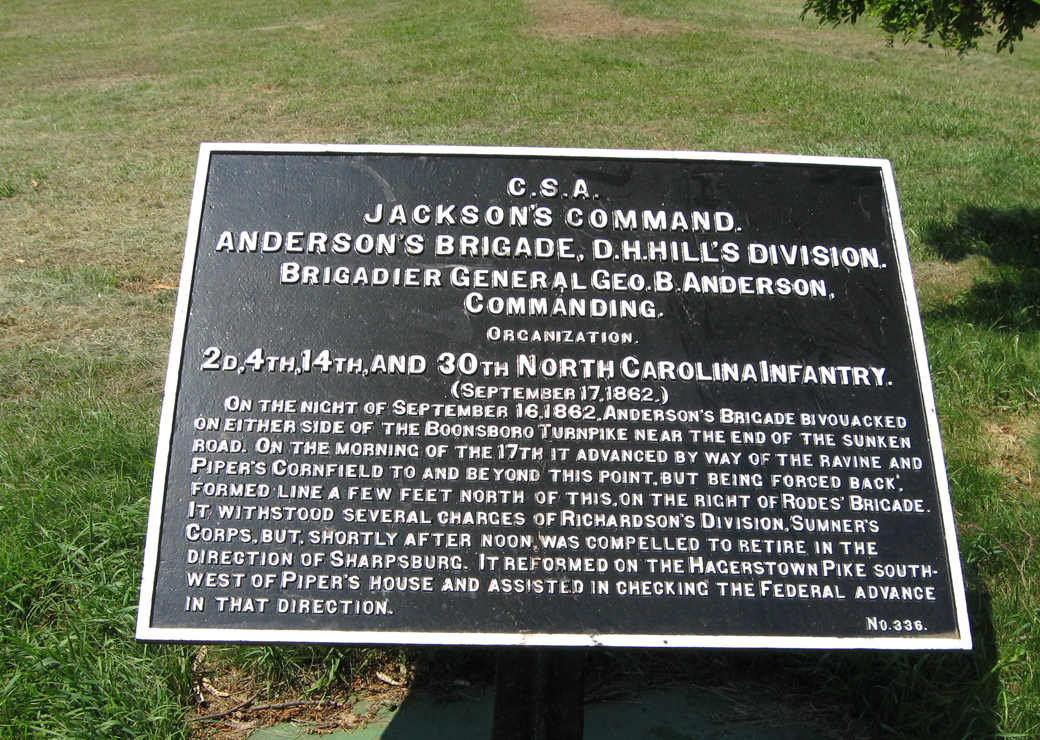 C.S.A.
JACKSON'S COMMAND.
ANDERSON'S BRIGADE, D.H.HILL'S DIVISION.
BRIGADIER GENERAL GEO. B. ANDERSON,
COMMANDING.
ORGANIZATION.
2D, 4TH, 14TH, AND 30TH NORTH CAROLINA INFANTRY.
(SEPTEMBER 17, 1862.)
ON THE NIGHT OF SEPTEMBER 16, 1862, ANDERSON'S BRIGADE BIVOUACKED
ON EITHER SIDE OF THE BOONSBORO TURNPIKE NEAR THE END OF THE SUNKEN
ROAD. ON THE MORNING OF THE 17TH IT ADVANCED BY WAY OF THE RAVINE AND
PIPER'S CORNFIELD TO AND BEYOND THIS POINT, BUT BEING FORCED BACK,
FORMED LINE A FEW FEET NORTH OF THIS, ON THE RIGHT OF RODES' BRIGADE.
IT WITHSTOOD SEVERAL CHARGES OF RICHARDSON'S DIVISION, SUMNER'S
CORPS, BUT, SHORTLY AFTER NOON, WAS COMPELLED TO RETIRE IN THE
DIRECTION OF SHARPSBURG. IT REFORMED ON THE HAGERSTOWN PIKE SOUTH-
WEST OF PIPER'S HOUSE AND ASSISTED IN CHECKING THE FEDERAL ADVANCE
IN THAT DIRECTION.
NO. 336.